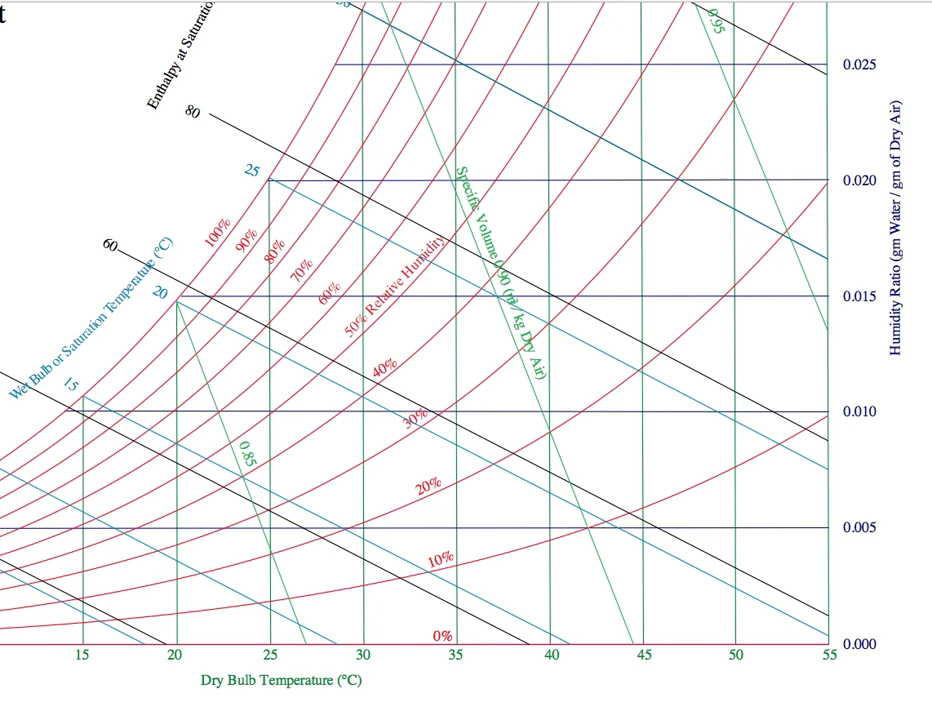 t
Enthalpy at Saturatio
80
60
25
20
15
Wet Bulb or Saturation Temperature (°C)
100%
90%
80%
70%
60%
50% Relative Humidity
40%
30%
20%
10%
0%
0.85
Specific Volume 0.90 (m³/ kg Dry Air)
0.95
0.025
0.020
0.015
0.010
0.005
0.000
Humidity Ratio (gm Water / gm of Dry Air)
15 20 25 30 35 40 45 50 55
Dry Bulb Temperature (°C)